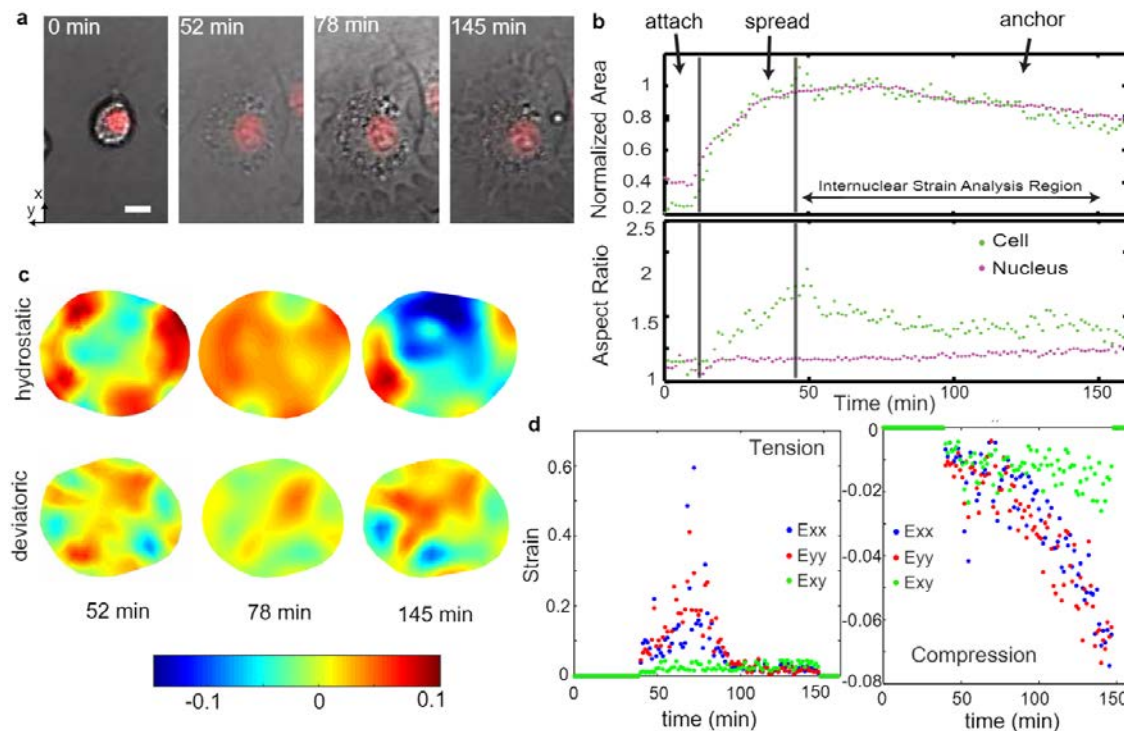 a
0 min
52 min
78 min
145 min
x
y
b
attach
spread
anchor
Normalized Area
1
0.8
0.6
0.4
0.2
Internuclear Strain Analysis Region
Aspect Ratio
2.5
2
1.5
1
Cell
Nucleus
0
50
100
150
Time (min)
c
hydrostatic
deviatoric
52 min
78 min
145 min
-0.1
0
0.1
d
Tension
Strain
0.6
0.4
0.2
0
Exx
Eyy
Exy
0
50
100
150
time (min)
0
-0.02
-0.04
-0.06
-0.08
Exx
Eyy
Exy
Compression
50
100
150
time (min)